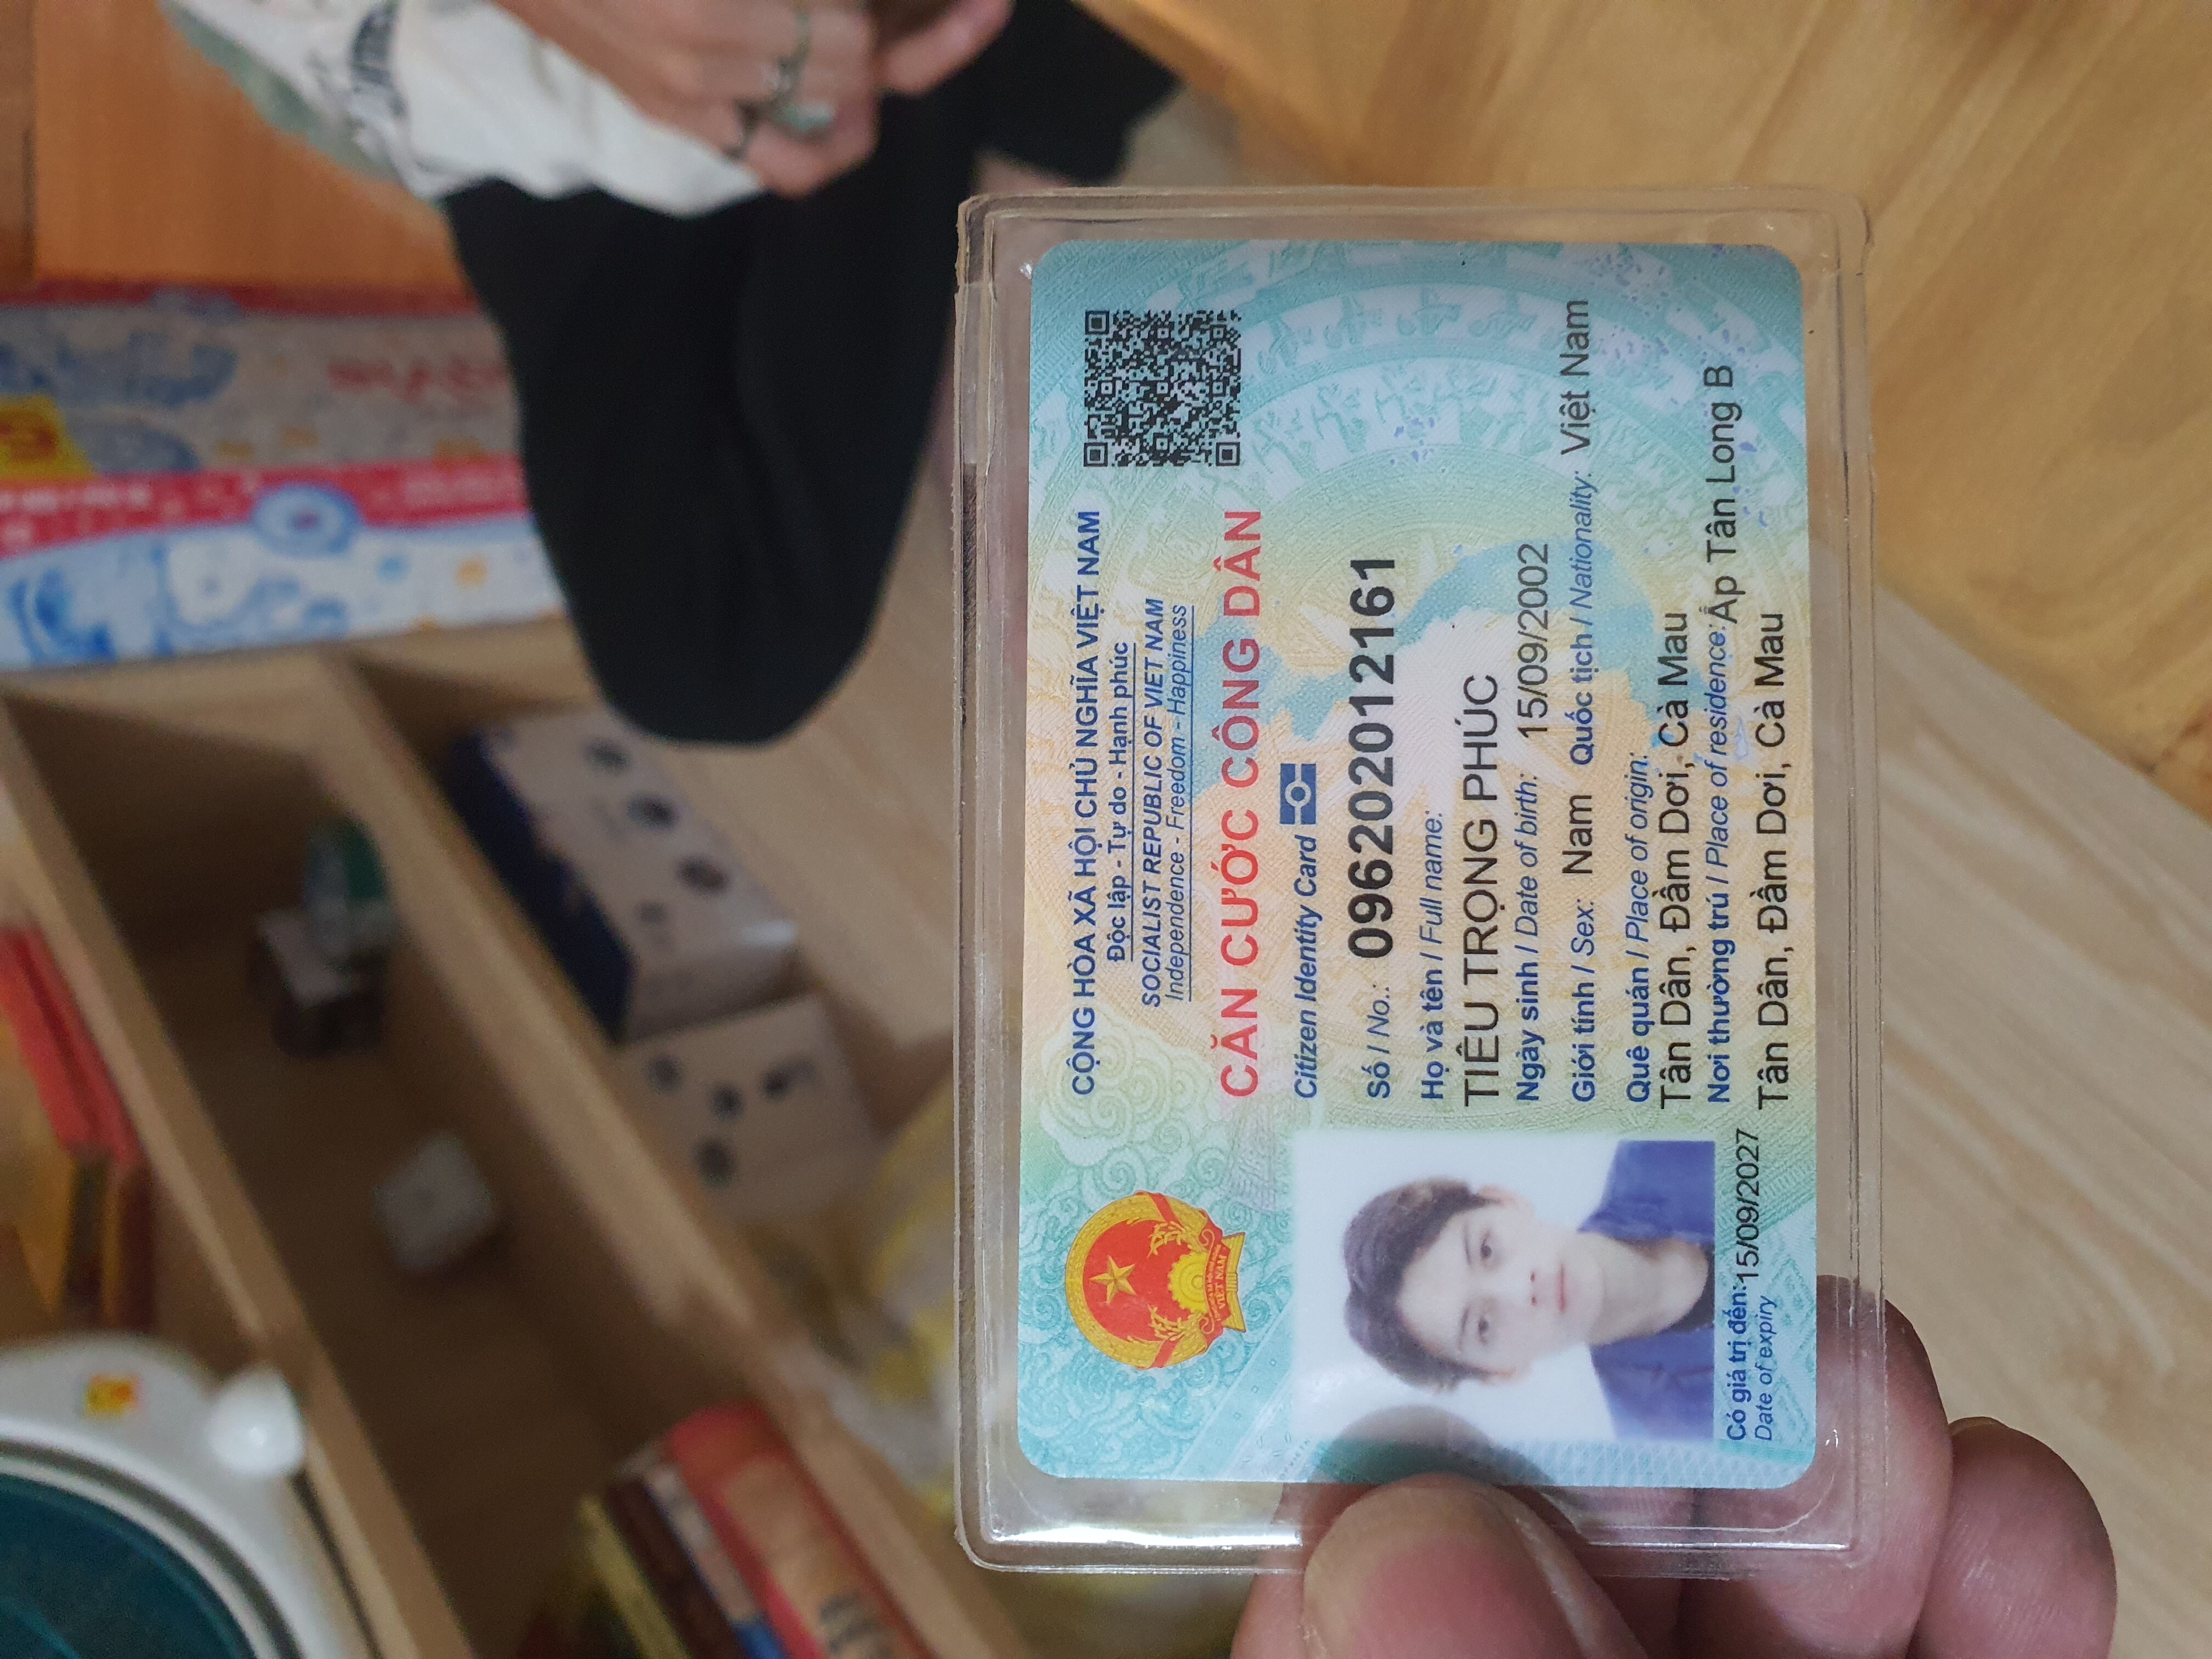 CỘNG HÒA XÃ HỘI CHỦ NGHĨA VIỆT NAM
Độc lập - Tự do - Hạnh phúc
SOCIALIST REPUBLIC OF VIET NAM
Independence - Freedom - Happiness
CĂN CƯỚC CÔNG DÂN
Citizen Identity Card
Số / No.: 096202012161
Họ và tên / Full name:
TIÊU TRỌNG PHÚC
Ngày sinh / Date of birth: 15/09/2002
Giới tính / Sex: Nam Quốc tịch / Nationality: Việt Nam
Quê quán / Place of origin:
Tân Dân, Đầm Dơi, Cà Mau
Nơi thường trú / Place of residence: Ấp Tân Long B
Tân Dân, Đầm Dơi, Cà Mau
Có giá trị đến: 15/09/2027
Date of expiry
VIỆT NAM